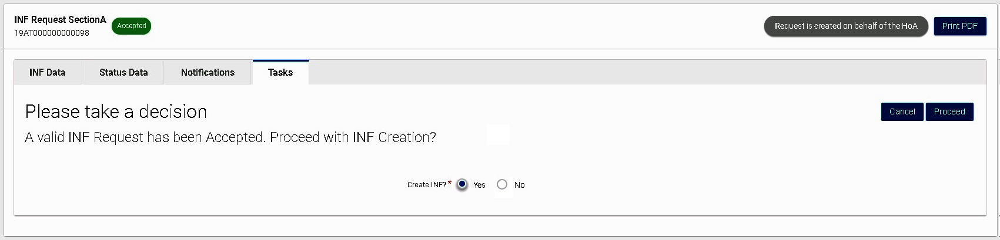 INF Request SectionA
19AT000000000098
Accepted
Request is created on behalf of the HoA
Print PDF
INF Data
Status Data
Notifications
Tasks
Please take a decision
Cancel
Proceed
A valid INF Request has been Accepted. Proceed with INF Creation?
Create INF?* Yes No